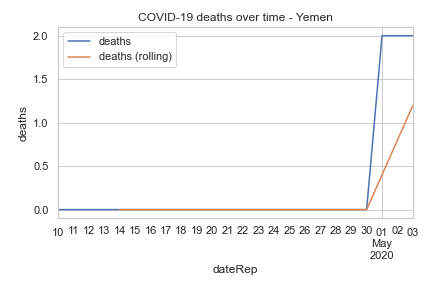 COVID-19 deaths over time - Yemen
deaths
deaths (rolling)
2.0
1.5
1.0
0.5
0.0
deaths
10 11 12 13 14 15 16 17 18 19 20 21 22 23 24 25 26 27 28 29 30 01 02 03
May
2020
dateRep